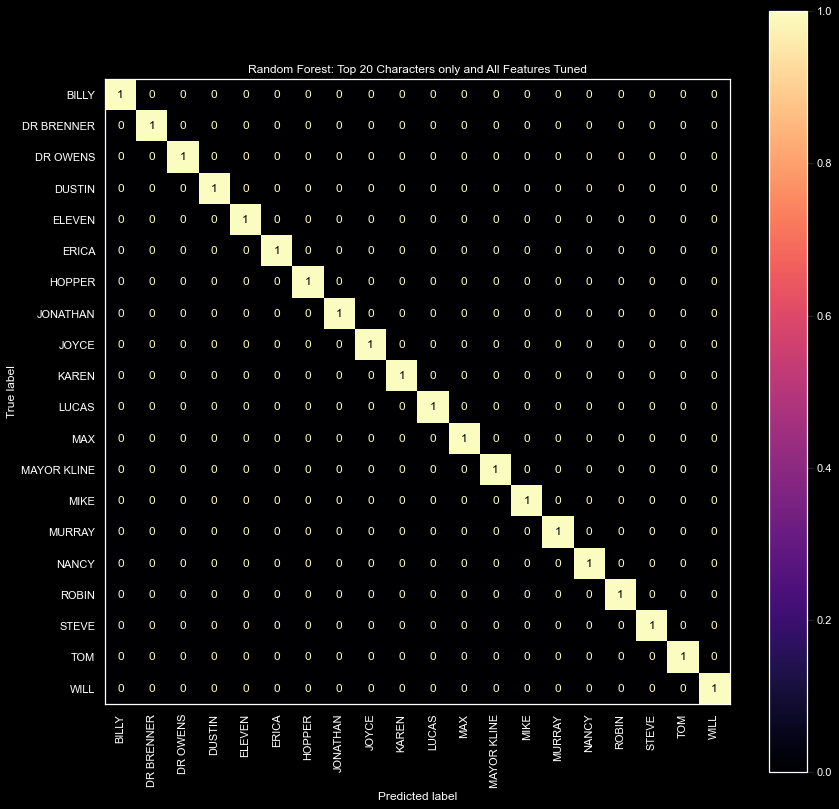 Random Forest: Top 20 Characters only and All Features Tuned
BILLY 1 0 0 0 0 0 0 0 0 0 0 0 0 0 0 0 0 0 0 0
DR BRENNER 0 1 0 0 0 0 0 0 0 0 0 0 0 0 0 0 0 0 0 0
DR OWENS 0 0 1 0 0 0 0 0 0 0 0 0 0 0 0 0 0 0 0 0
DUSTIN 0 0 0 1 0 0 0 0 0 0 0 0 0 0 0 0 0 0 0 0
ELEVEN 0 0 0 0 1 0 0 0 0 0 0 0 0 0 0 0 0 0 0 0
ERICA 0 0 0 0 0 1 0 0 0 0 0 0 0 0 0 0 0 0 0 0
HOPPER 0 0 0 0 0 0 1 0 0 0 0 0 0 0 0 0 0 0 0 0
JONATHAN 0 0 0 0 0 0 0 1 0 0 0 0 0 0 0 0 0 0 0 0
JOYCE 0 0 0 0 0 0 0 0 1 0 0 0 0 0 0 0 0 0 0 0
KAREN 0 0 0 0 0 0 0 0 0 1 0 0 0 0 0 0 0 0 0 0
LUCAS 0 0 0 0 0 0 0 0 0 0 1 0 0 0 0 0 0 0 0 0
MAX 0 0 0 0 0 0 0 0 0 0 0 1 0 0 0 0 0 0 0 0
MAYOR KLINE 0 0 0 0 0 0 0 0 0 0 0 0 1 0 0 0 0 0 0 0
MIKE 0 0 0 0 0 0 0 0 0 0 0 0 0 1 0 0 0 0 0 0
MURRAY 0 0 0 0 0 0 0 0 0 0 0 0 0 0 1 0 0 0 0 0
NANCY 0 0 0 0 0 0 0 0 0 0 0 0 0 0 0 1 0 0 0 0
ROBIN 0 0 0 0 0 0 0 0 0 0 0 0 0 0 0 0 1 0 0 0
STEVE 0 0 0 0 0 0 0 0 0 0 0 0 0 0 0 0 0 1 0 0
TOM 0 0 0 0 0 0 0 0 0 0 0 0 0 0 0 0 0 0 1 0
WILL 0 0 0 0 0 0 0 0 0 0 0 0 0 0 0 0 0 0 0 1
True label
BILLY
DR BRENNER
DR OWENS
DUSTIN
ELEVEN
ERICA
HOPPER
JONATHAN
JOYCE
KAREN
LUCAS
MAX
MAYOR KLINE
MIKE
MURRAY
NANCY
ROBIN
STEVE
TOM
WILL
Predicted label
1.0
0.8
0.6
0.4
0.2
0.0